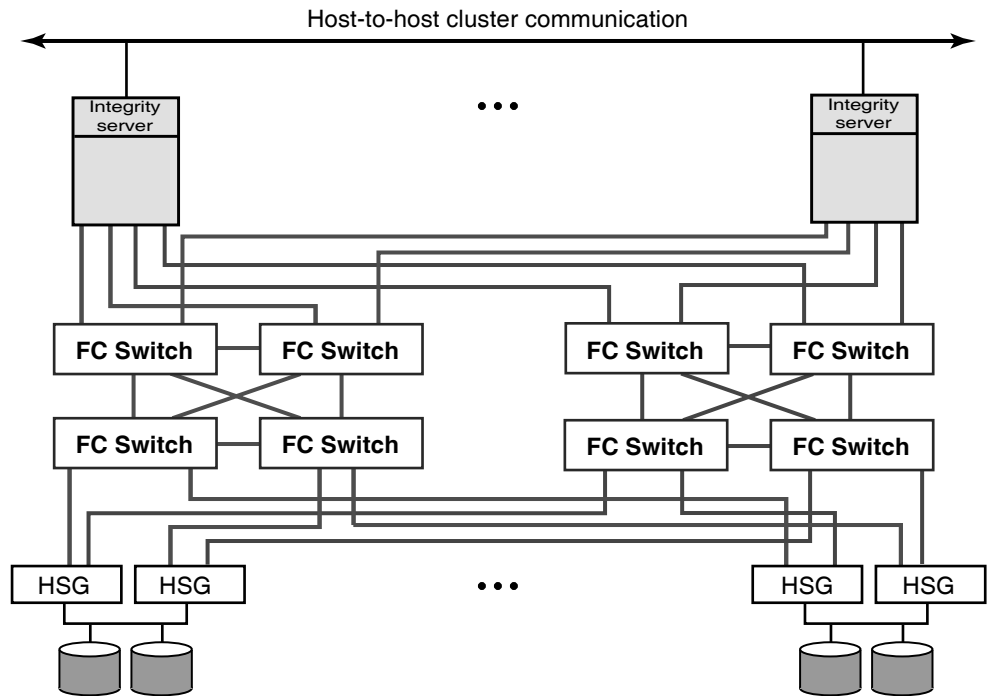 Host-to-host cluster communication
Integrity
server
...
Integrity
server
FC Switch
FC Switch
FC Switch
FC Switch
FC Switch
FC Switch
FC Switch
FC Switch
HSG
HSG
...
HSG
HSG